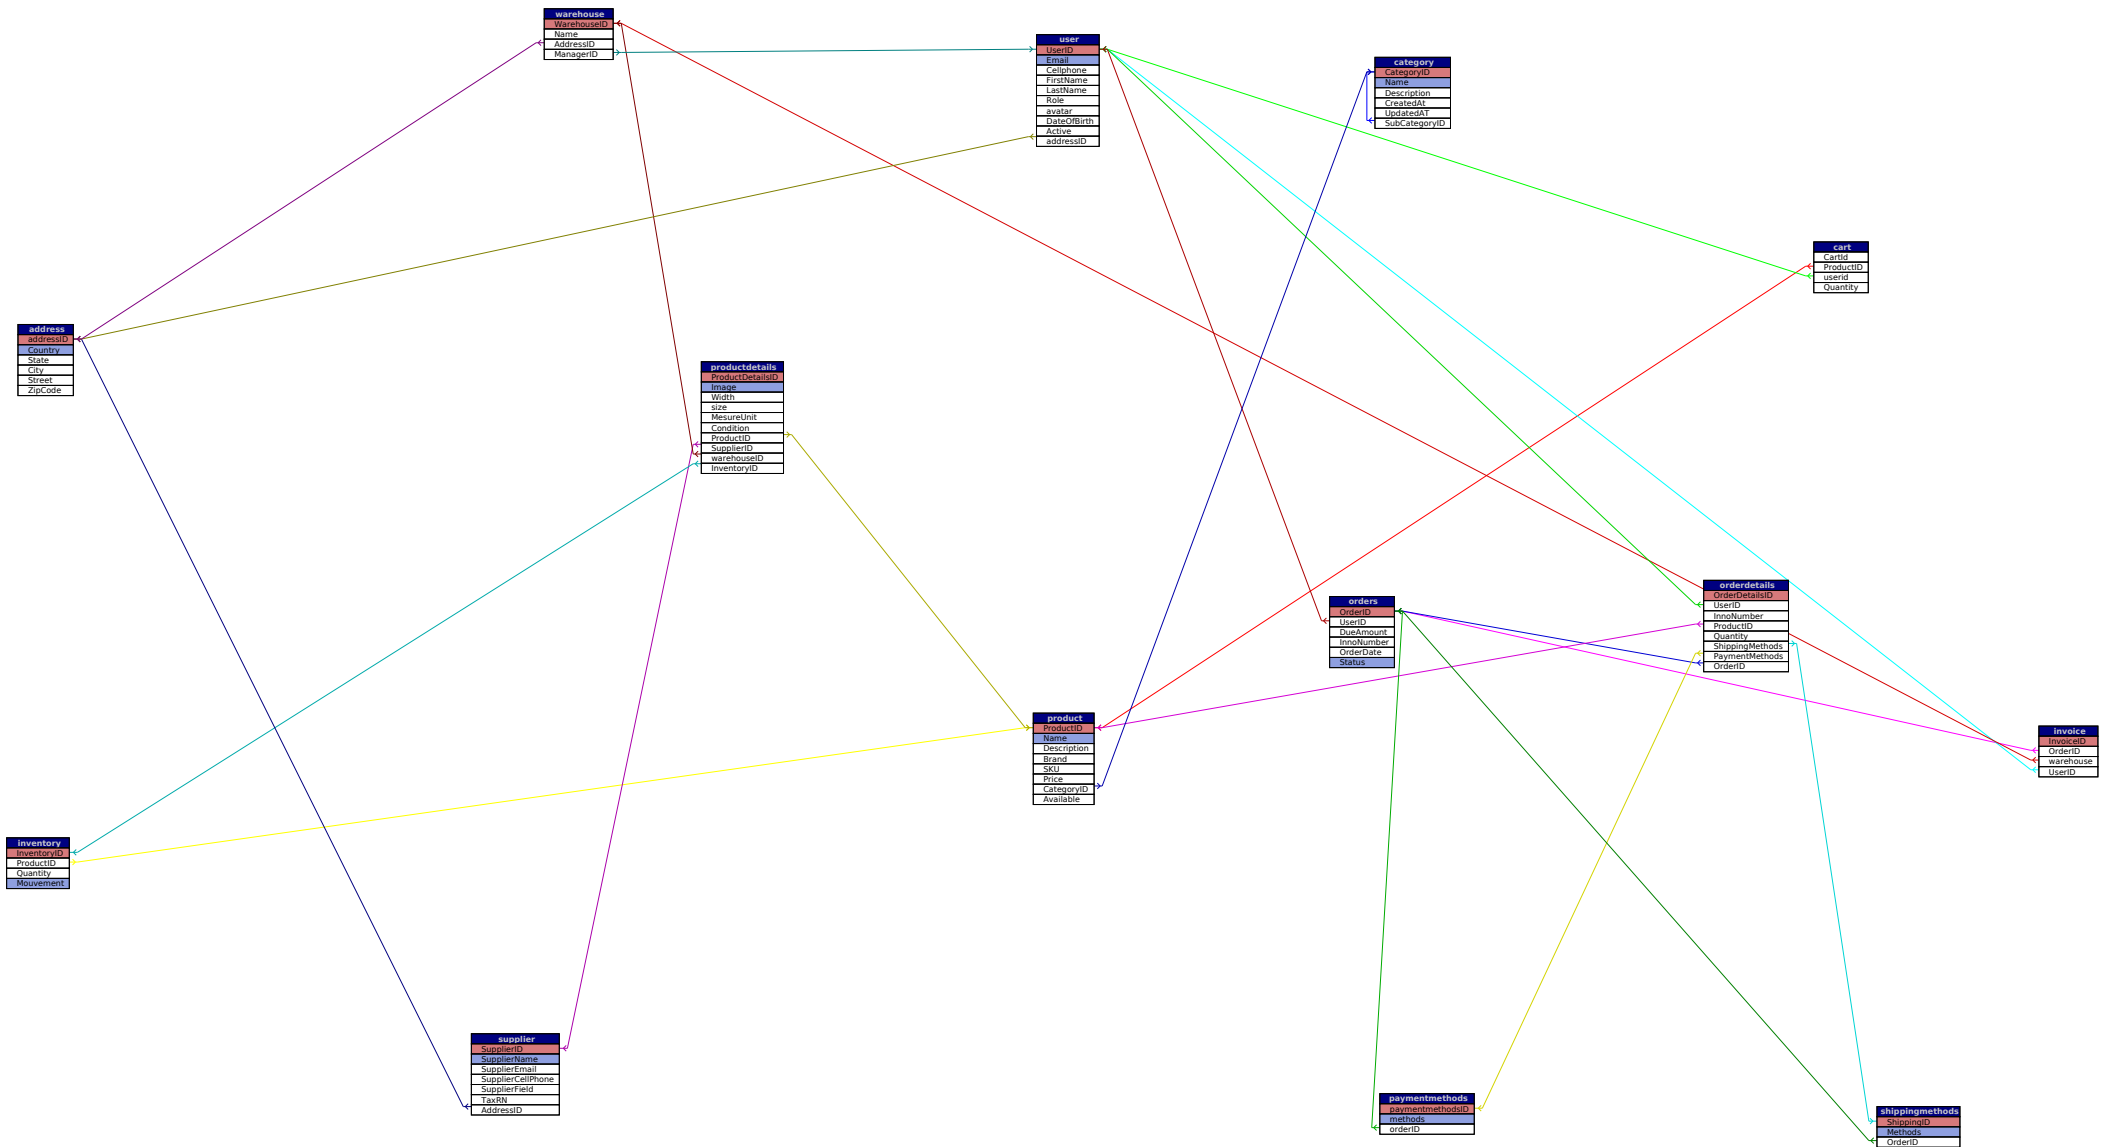 warehouse
WarehouseID
Name
AddressID
ManagerID
user
UserID
Email
Cellphone
FirstName
LastName
Role
avatar
DateOfBirth
Active
addressID
category
CategoryID
Name
Description
CreatedAt
UpdatedAT
SubCategoryID
cart
CartId
ProductID
userid
Quantity
address
addressID
Country
State
City
Street
ZipCode
productdetails
ProductDetailsID
Image
Width
size
MesureUnit
Condition
ProductID
SupplierID
warehouseID
InventoryID
orderdetails
OrderDetailsID
UserID
InnoNumber
ProductID
Quantity
ShippingMethods
PaymentMethods
OrderID
orders
OrderID
UserID
DueAmount
InnoNumber
OrderDate
Status
product
ProductID
Name
Description
Brand
SKU
Price
CategoryID
Available
invoice
InvoiceID
OrderID
warehouse
UserID
inventory
InventoryID
ProductID
Quantity
Mouvement
supplier
SupplierID
SupplierName
SupplierEmail
SupplierCellPhone
SupplierField
TaxRN
AddressID
paymentmethods
paymentmethodsID
methods
orderID
shippingmethods
ShippingID
Methods
OrderID